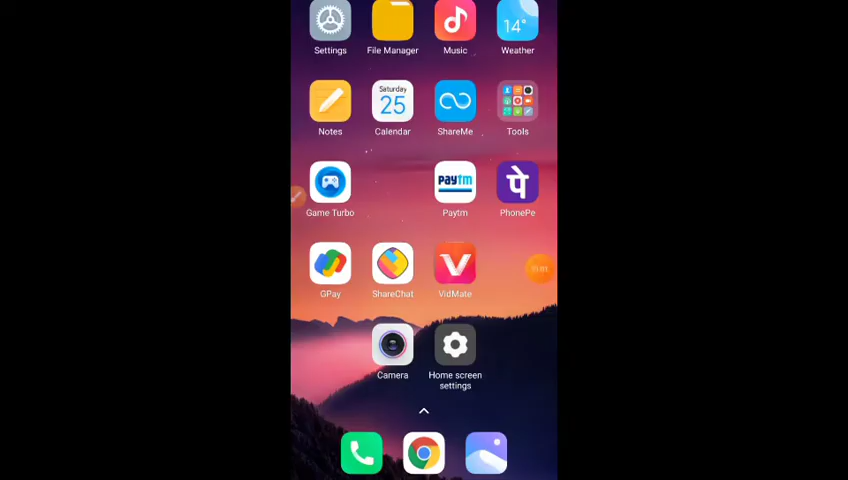 14°
Settings
File Manager
Music
Weather
Saturday
25
Notes
Calendar
ShareMe
Tools
paytm
पे
Game Turbo
Paytm
PhonePe
GPay
ShareChat
VidMate
Camera
Home screen
settings